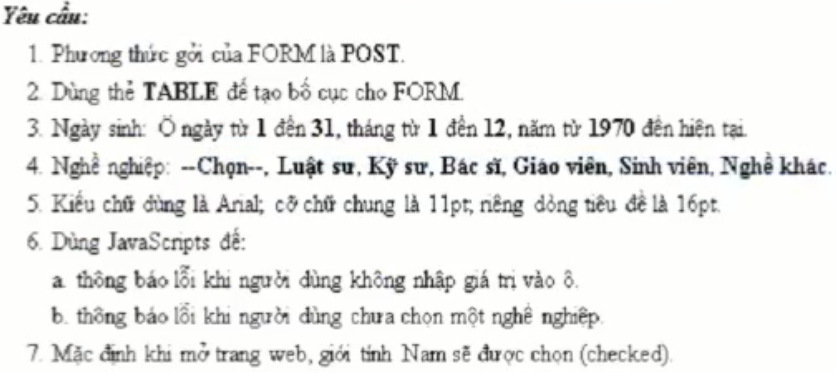 Yêu cầu:
1. Phương thức gởi của FORM là POST.
2. Dùng thẻ TABLE để tạo bố cục cho FORM.
3. Ngày sinh: Ô ngày từ 1 đến 31, tháng từ 1 đến 12, năm từ 1970 đến hiện tại.
4. Nghề nghiệp: --Chọn--, Luật sư, Kỹ sư, Bác sĩ, Giáo viên, Sinh viên, Nghề khác.
5. Kiểu chữ dùng là Arial; cỡ chữ chung là 11pt; riêng dòng tiêu đề là 16pt.
6. Dùng JavaScripts để:
a. thông báo lỗi khi người dùng không nhập giá trị vào ô.
b. thông báo lỗi khi người dùng chưa chọn một nghề nghiệp.
7. Mặc định khi mở trang web, giới tính Nam sẽ được chọn (checked).